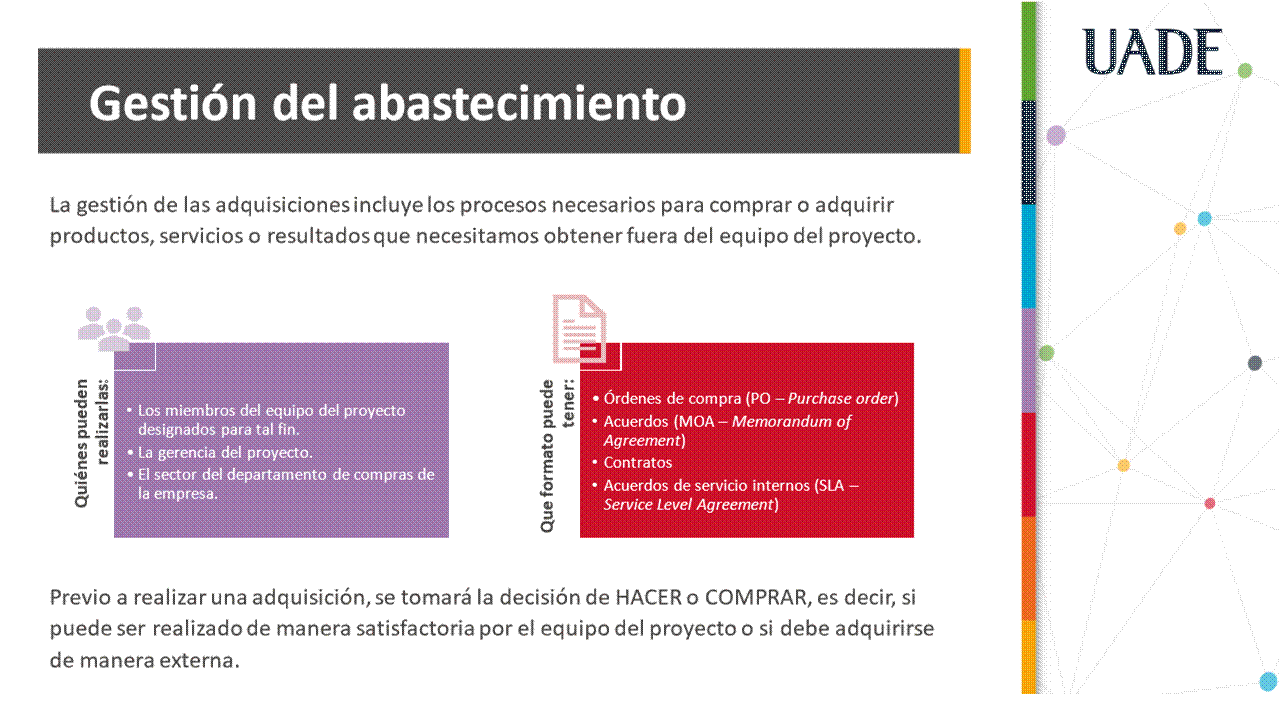 UADE
Gestión del abastecimiento
La gestión de las adquisiciones incluye los procesos necesarios para comprar o adquirir
productos, servicios o resultados que necesitamos obtener fuera del equipo del proyecto.
Quiénes pueden
realizarlas:
• Los miembros del equipo del proyecto
designados para tal fin.
• La gerencia del proyecto.
• El sector del departamento de compras de
la empresa.
Que formato puede
tener:
• Órdenes de compra (PO – Purchase order)
• Acuerdos (MOA – Memorandum of
Agreement)
• Contratos
• Acuerdos de servicio internos (SLA –
Service Level Agreement)
Previo a realizar una adquisición, se tomará la decisión de HACER o COMPRAR, es decir, si
puede ser realizado de manera satisfactoria por el equipo del proyecto o si debe adquirirse
de manera externa.